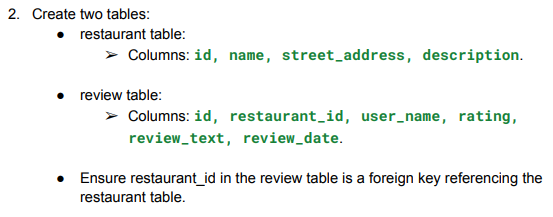 2. Create two tables:
● restaurant table:
➢ Columns: id, name, street_address, description.
● review table:
➢ Columns: id, restaurant_id, user_name, rating,
review_text, review_date.
● Ensure restaurant_id in the review table is a foreign key referencing the
restaurant table.